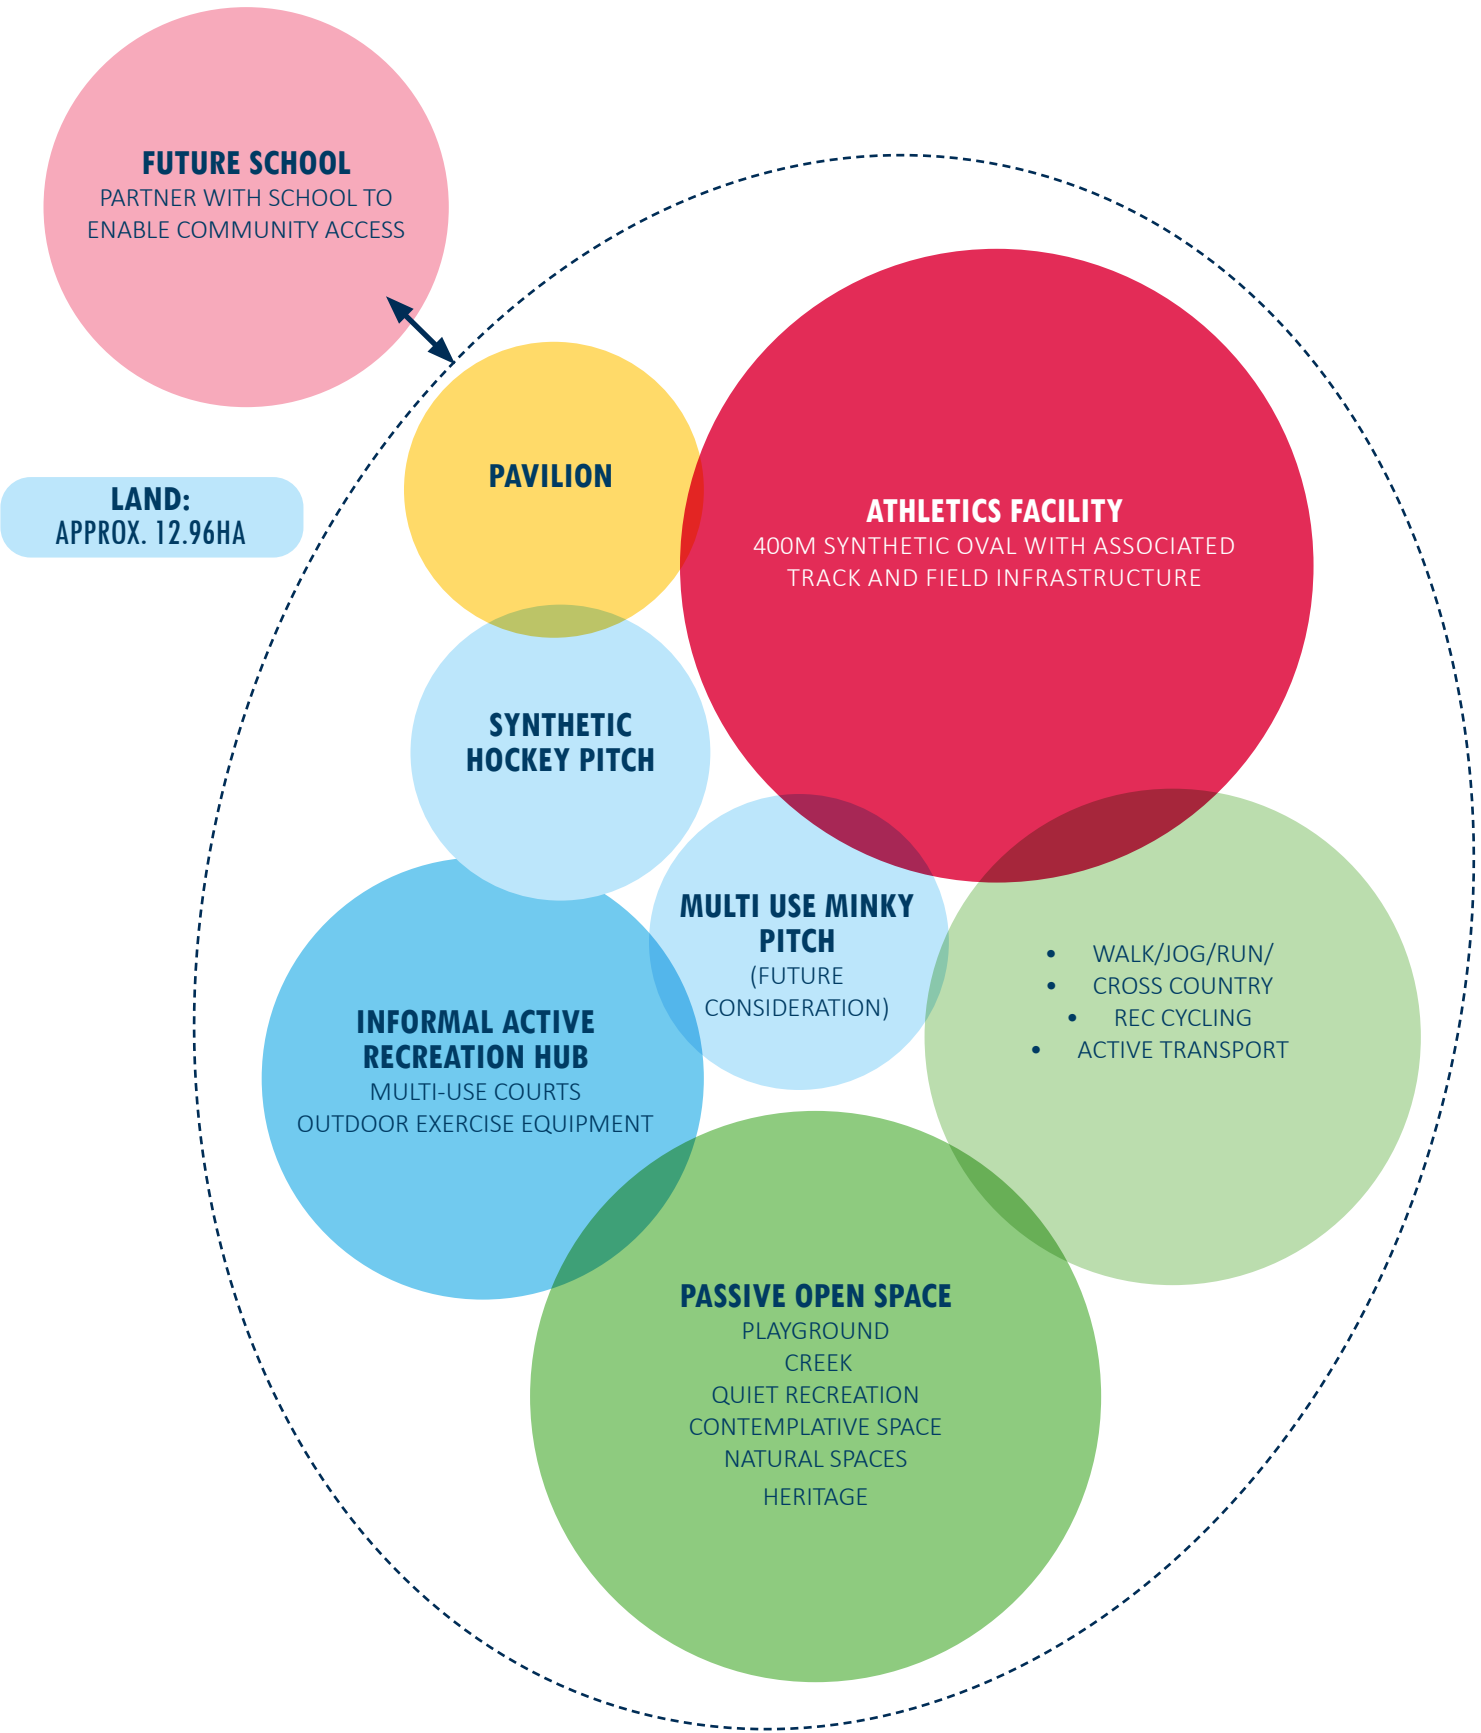 FUTURE SCHOOL
PARTNER WITH SCHOOL TO
ENABLE COMMUNITY ACCESS
LAND:
APPROX. 12.96HA
PAVILION
ATHLETICS FACILITY
400M SYNTHETIC OVAL WITH ASSOCIATED
TRACK AND FIELD INFRASTRUCTURE
SYNTHETIC
HOCKEY PITCH
MULTI USE MINKY
PITCH
(FUTURE
CONSIDERATION)
• WALK/JOG/RUN/
• CROSS COUNTRY
• REC CYCLING
• ACTIVE TRANSPORT
INFORMAL ACTIVE
RECREATION HUB
MULTI-USE COURTS
OUTDOOR EXERCISE EQUIPMENT
PASSIVE OPEN SPACE
PLAYGROUND
CREEK
QUIET RECREATION
CONTEMPLATIVE SPACE
NATURAL SPACES
HERITAGE